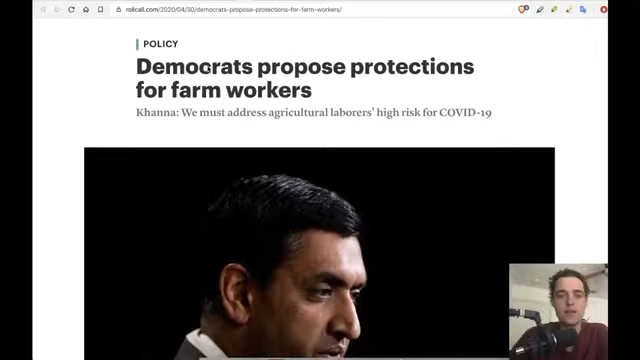 rollcall.com/2020/04/30/democrats-propose-protections-for-farm-workers/
POLICY
Democrats propose protections
for farm workers
Khanna: We must address agricultural laborers' high risk for COVID-19